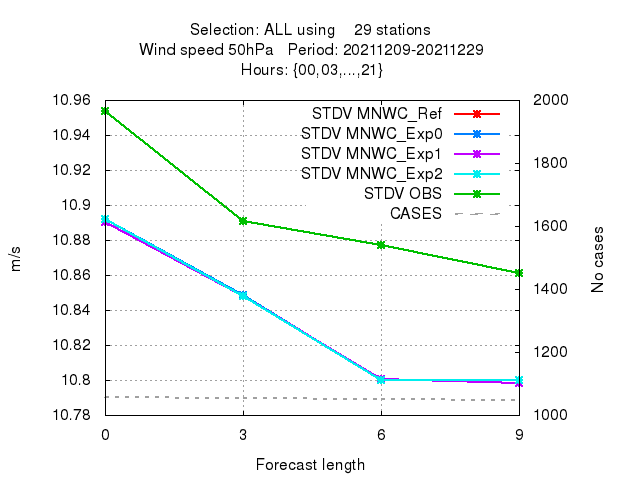 Selection: ALL using    29 stations
Wind speed 50hPa   Period: 20211209-20211229
Hours: {00,03,...,21}
STDV MNWC_Ref
STDV MNWC_Exp0
STDV MNWC_Exp1
STDV MNWC_Exp2
STDV OBS
CASES
m/s
10.96
10.94
10.92
10.9
10.88
10.86
10.84
10.82
10.8
10.78
2000
1800
1600
1400
1200
1000
No cases
0 3 6 9
Forecast length